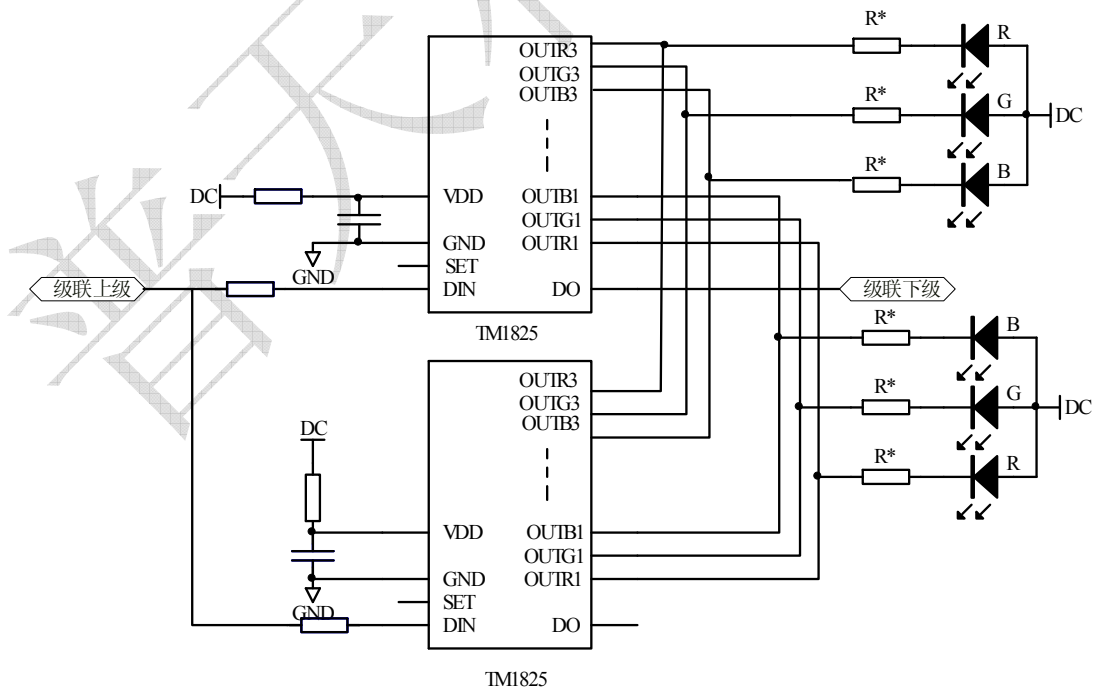 OUTR3
OUTG3
OUTB3
R*
R
R*
G
DC
R*
B
DC
VDD
OUTB1
OUTG1
GND
OUTR1
GND
SET
级联上级
DIN
DO
级联下级
TM1825
R*
B
OUTR3
OUTG3
OUTB3
R*
G
DC
DC
R*
R
VDD
OUTB1
OUTG1
GND
OUTR1
GND
SET
DIN
DO
TM1825
普天